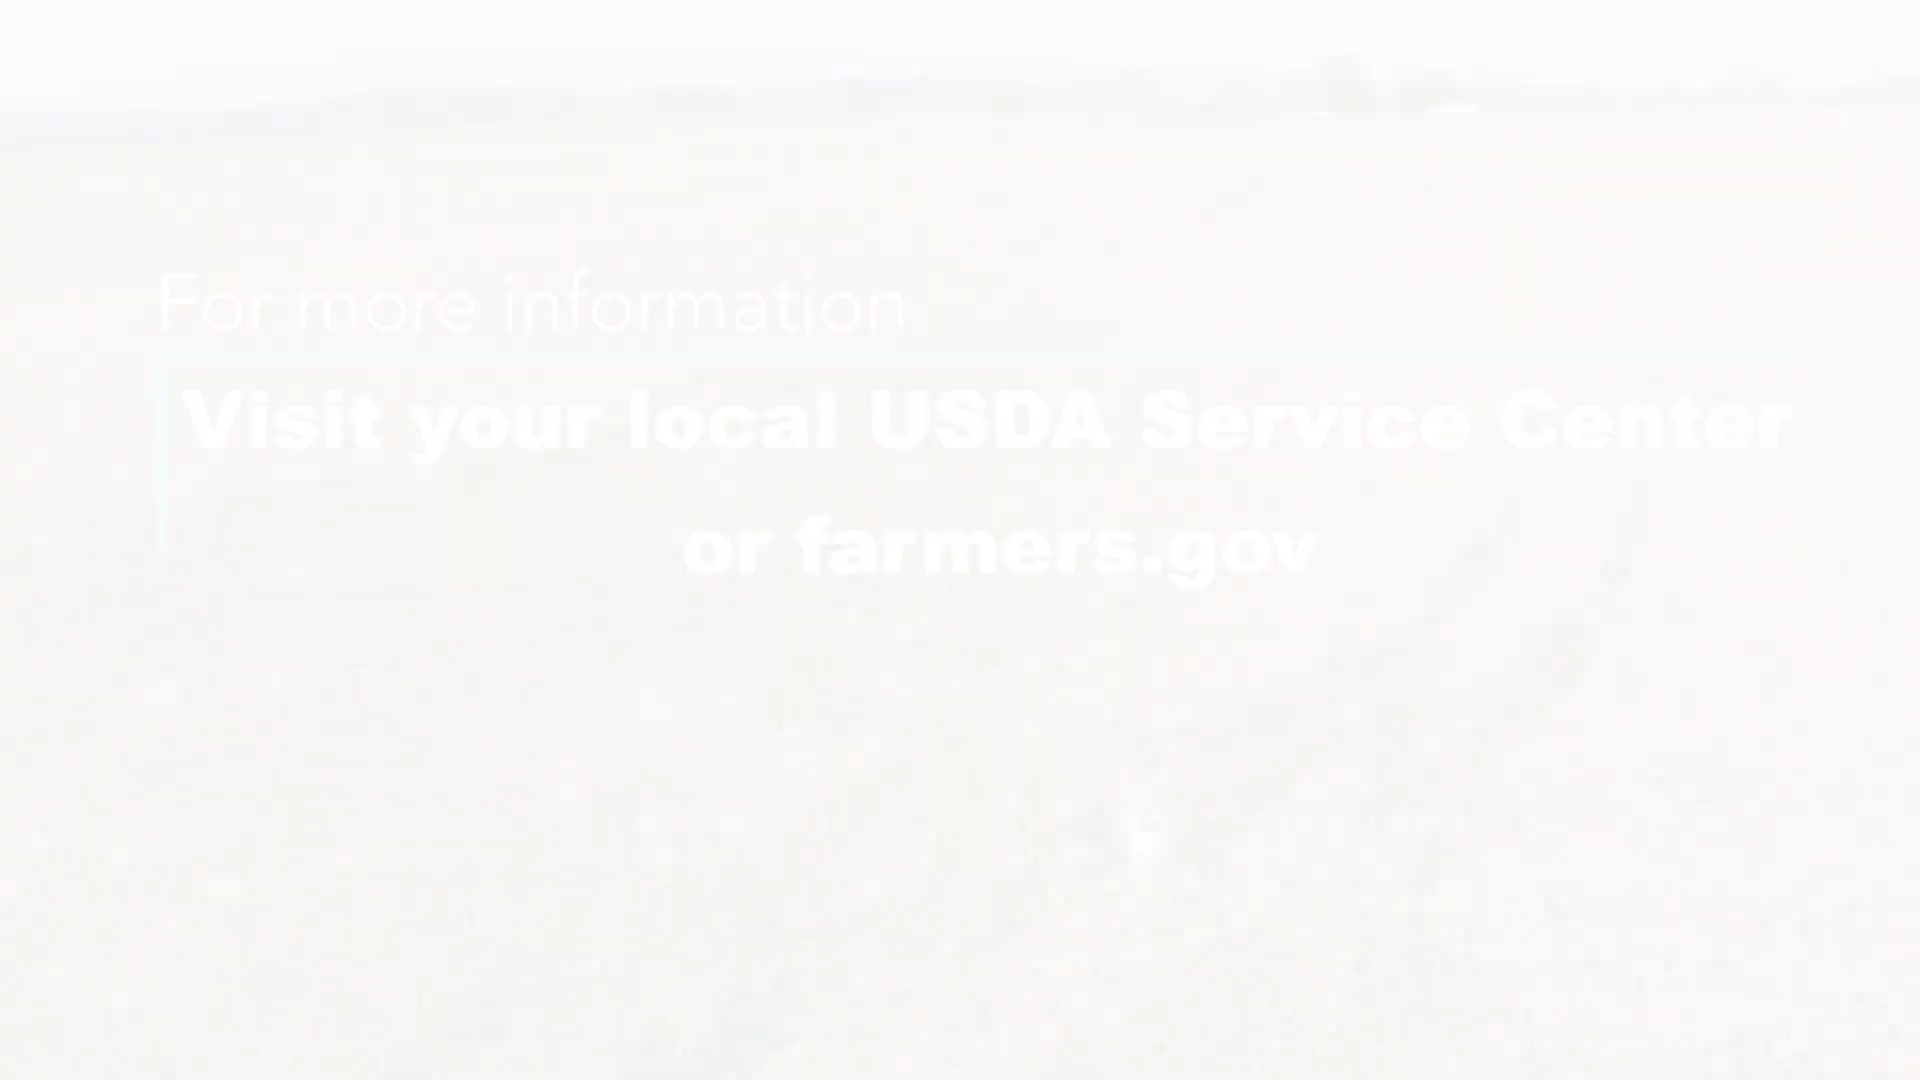 For more information
Visit your local USDA Service Center
or farmers.gov